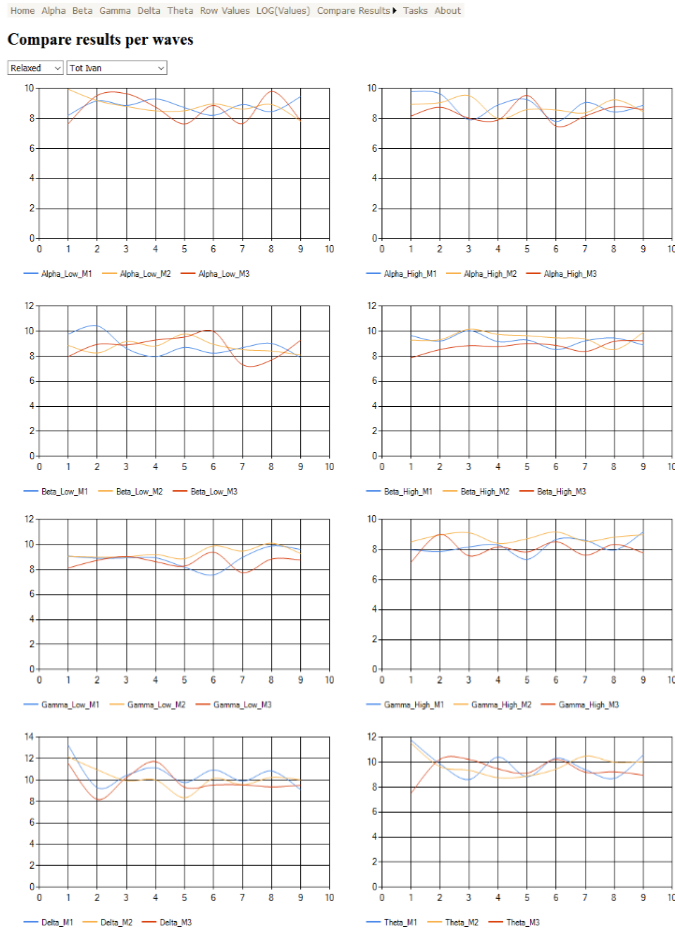 Home Alpha Beta Gamma Delta Theta Row Values LOG(Values) Compare Results Tasks About
Compare results per waves
Relaxed Tot Ivan
10
8
6
4
2
0
0 1 2 3 4 5 6 7 8 9 10
Alpha_Low_M1 Alpha_Low_M2 Alpha_Low_M3
10
8
6
4
2
0
0 1 2 3 4 5 6 7 8 9 10
Alpha_High_M1 Alpha_High_M2 Alpha_High_M3
12
10
8
6
4
2
0
0 1 2 3 4 5 6 7 8 9 10
Beta_Low_M1 Beta_Low_M2 Beta_Low_M3
12
10
8
6
4
2
0
0 1 2 3 4 5 6 7 8 9 10
Beta_High_M1 Beta_High_M2 Beta_High_M3
12
10
8
6
4
2
0
0 1 2 3 4 5 6 7 8 9 10
Gamma_Low_M1 Gamma_Low_M2 Gamma_Low_M3
10
8
6
4
2
0
0 1 2 3 4 5 6 7 8 9 10
Gamma_High_M1 Gamma_High_M2 Gamma_High_M3
14
12
10
8
6
4
2
0
0 1 2 3 4 5 6 7 8 9 10
Delta_M1 Delta_M2 Delta_M3
12
10
8
6
4
2
0
0 1 2 3 4 5 6 7 8 9 10
Theta_M1 Theta_M2 Theta_M3